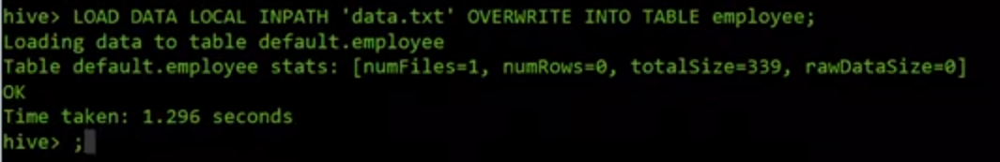 hive> LOAD DATA LOCAL INPATH 'data.txt' OVERWRITE INTO TABLE employee;
Loading data to table default.employee
Table default.employee stats: [numFiles=1, numRows=0, totalSize=339, rawDataSize=0]
OK
Time taken: 1.296 seconds
hive> ;